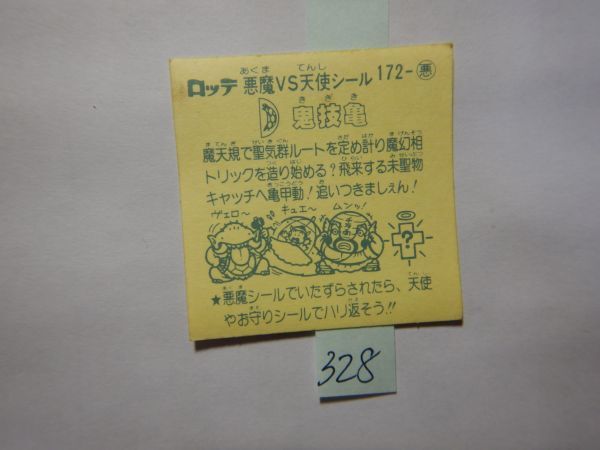 ロッテ 悪魔VS天使シール 172-悪
鬼技亀
魔天規で聖気群ルートを定め計り魔幻相
トリックを造り始める?飛来する未聖物
キャッチへ亀甲動!追いつきましぇん!
ヴェロ〜 キュエ〜 ムンッ!
?
★悪魔シールでいたずらされたら、天使
やお守りシールでハリ返そう!!
328